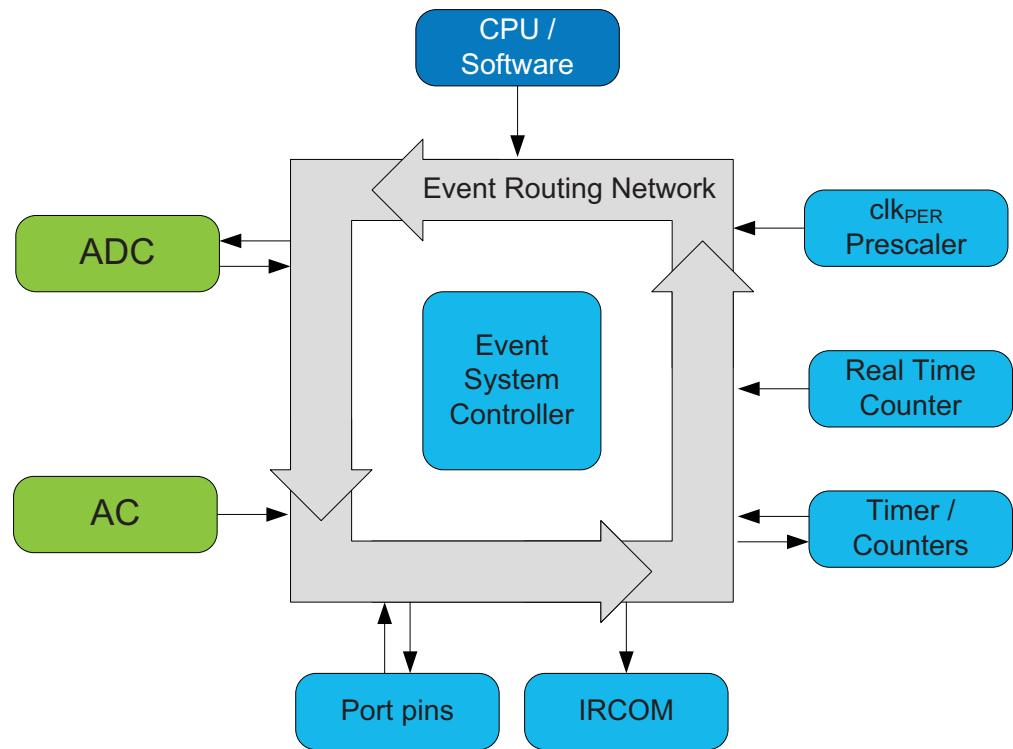 CPU /
Software
Event Routing Network
clkPER
Prescaler
ADC
Event
System
Controller
Real Time
Counter
AC
Timer /
Counters
Port pins
IRCOM